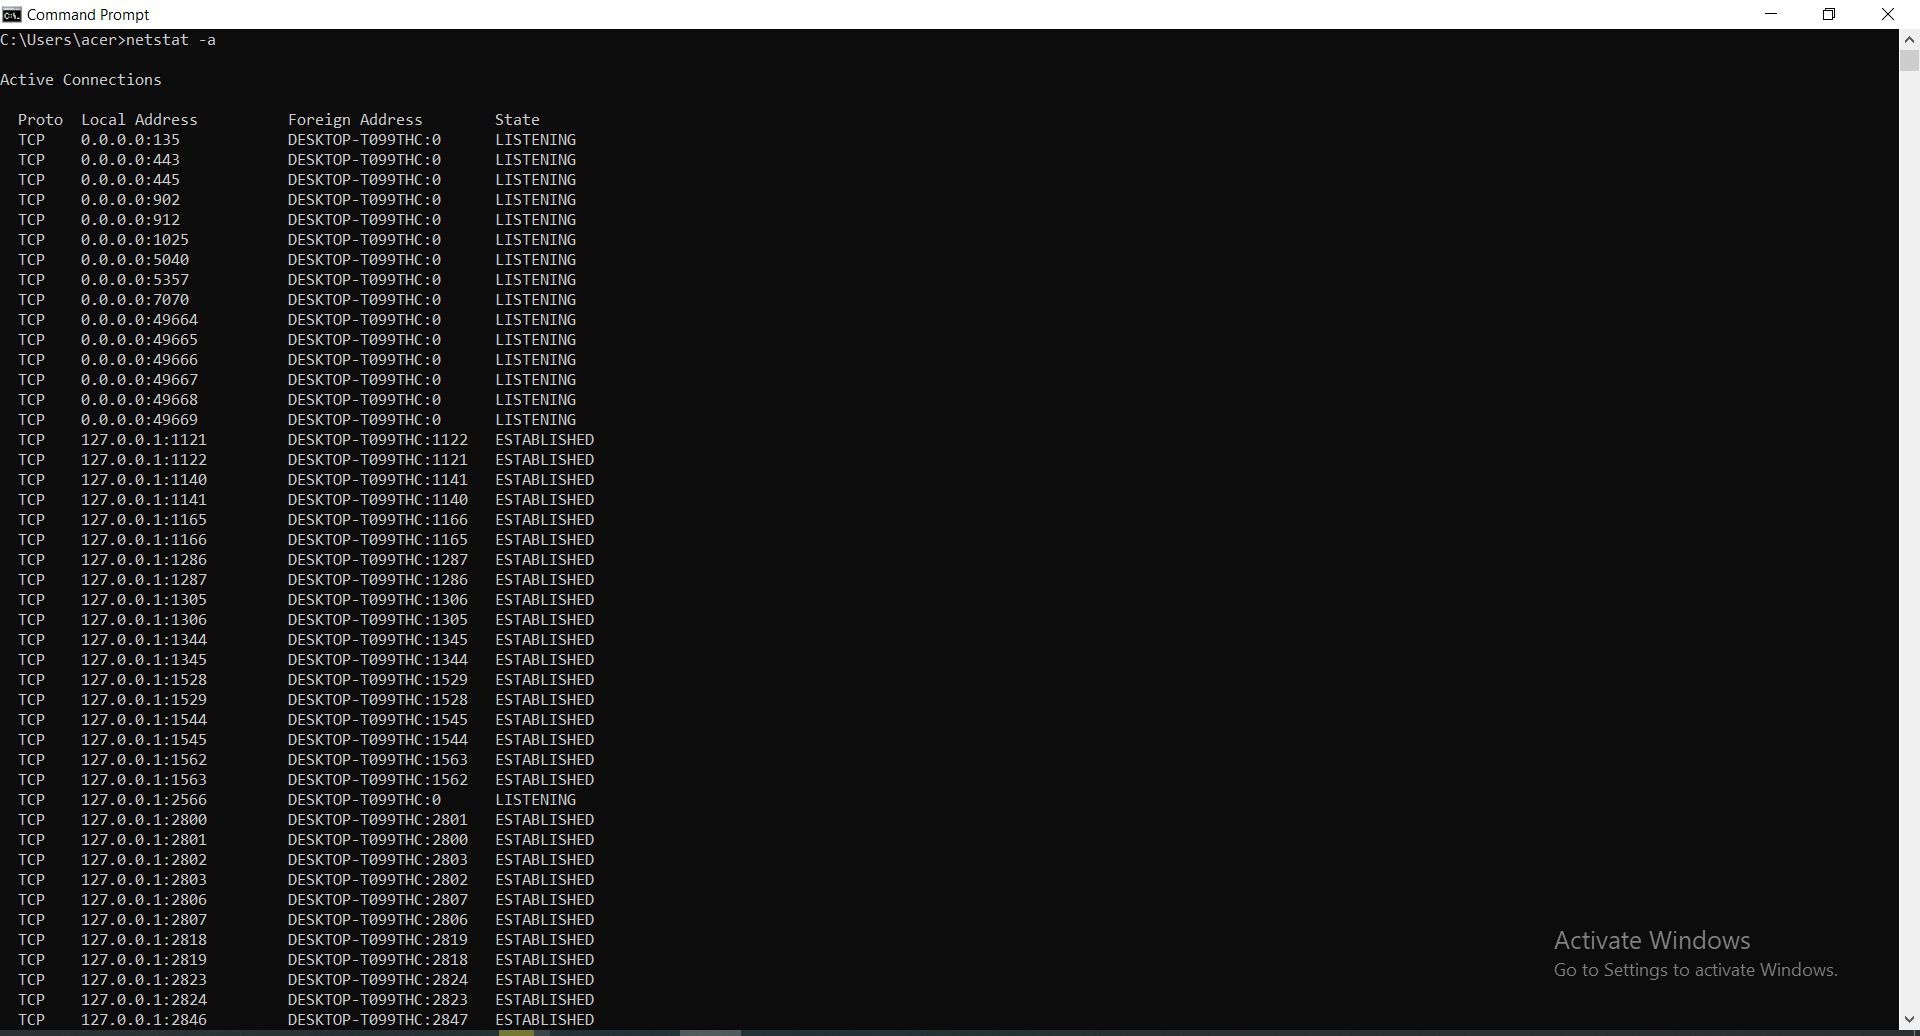 Command Prompt
C:\Users\acer>netstat -a
Active Connections
Proto  Local Address          Foreign Address        State
TCP    0.0.0.0:135            DESKTOP-T099THC:0      LISTENING
TCP    0.0.0.0:443            DESKTOP-T099THC:0      LISTENING
TCP    0.0.0.0:445            DESKTOP-T099THC:0      LISTENING
TCP    0.0.0.0:902            DESKTOP-T099THC:0      LISTENING
TCP    0.0.0.0:912            DESKTOP-T099THC:0      LISTENING
TCP    0.0.0.0:1025           DESKTOP-T099THC:0      LISTENING
TCP    0.0.0.0:5040           DESKTOP-T099THC:0      LISTENING
TCP    0.0.0.0:5357           DESKTOP-T099THC:0      LISTENING
TCP    0.0.0.0:7070           DESKTOP-T099THC:0      LISTENING
TCP    0.0.0.0:49664          DESKTOP-T099THC:0      LISTENING
TCP    0.0.0.0:49665          DESKTOP-T099THC:0      LISTENING
TCP    0.0.0.0:49666          DESKTOP-T099THC:0      LISTENING
TCP    0.0.0.0:49667          DESKTOP-T099THC:0      LISTENING
TCP    0.0.0.0:49668          DESKTOP-T099THC:0      LISTENING
TCP    0.0.0.0:49669          DESKTOP-T099THC:0      LISTENING
TCP    127.0.0.1:1121         DESKTOP-T099THC:1122   ESTABLISHED
TCP    127.0.0.1:1122         DESKTOP-T099THC:1121   ESTABLISHED
TCP    127.0.0.1:1140         DESKTOP-T099THC:1141   ESTABLISHED
TCP    127.0.0.1:1141         DESKTOP-T099THC:1140   ESTABLISHED
TCP    127.0.0.1:1165         DESKTOP-T099THC:1166   ESTABLISHED
TCP    127.0.0.1:1166         DESKTOP-T099THC:1165   ESTABLISHED
TCP    127.0.0.1:1286         DESKTOP-T099THC:1287   ESTABLISHED
TCP    127.0.0.1:1287         DESKTOP-T099THC:1286   ESTABLISHED
TCP    127.0.0.1:1305         DESKTOP-T099THC:1306   ESTABLISHED
TCP    127.0.0.1:1306         DESKTOP-T099THC:1305   ESTABLISHED
TCP    127.0.0.1:1344         DESKTOP-T099THC:1345   ESTABLISHED
TCP    127.0.0.1:1345         DESKTOP-T099THC:1344   ESTABLISHED
TCP    127.0.0.1:1528         DESKTOP-T099THC:1529   ESTABLISHED
TCP    127.0.0.1:1529         DESKTOP-T099THC:1528   ESTABLISHED
TCP    127.0.0.1:1544         DESKTOP-T099THC:1545   ESTABLISHED
TCP    127.0.0.1:1545         DESKTOP-T099THC:1544   ESTABLISHED
TCP    127.0.0.1:1562         DESKTOP-T099THC:1563   ESTABLISHED
TCP    127.0.0.1:1563         DESKTOP-T099THC:1562   ESTABLISHED
TCP    127.0.0.1:2566         DESKTOP-T099THC:0      LISTENING
TCP    127.0.0.1:2800         DESKTOP-T099THC:2801   ESTABLISHED
TCP    127.0.0.1:2801         DESKTOP-T099THC:2800   ESTABLISHED
TCP    127.0.0.1:2802         DESKTOP-T099THC:2803   ESTABLISHED
TCP    127.0.0.1:2803         DESKTOP-T099THC:2802   ESTABLISHED
TCP    127.0.0.1:2806         DESKTOP-T099THC:2807   ESTABLISHED
TCP    127.0.0.1:2807         DESKTOP-T099THC:2806   ESTABLISHED
TCP    127.0.0.1:2818         DESKTOP-T099THC:2819   ESTABLISHED
TCP    127.0.0.1:2819         DESKTOP-T099THC:2818   ESTABLISHED
TCP    127.0.0.1:2823         DESKTOP-T099THC:2824   ESTABLISHED
TCP    127.0.0.1:2824         DESKTOP-T099THC:2823   ESTABLISHED
TCP    127.0.0.1:2846         DESKTOP-T099THC:2847   ESTABLISHED
Activate Windows
Go to Settings to activate Windows.